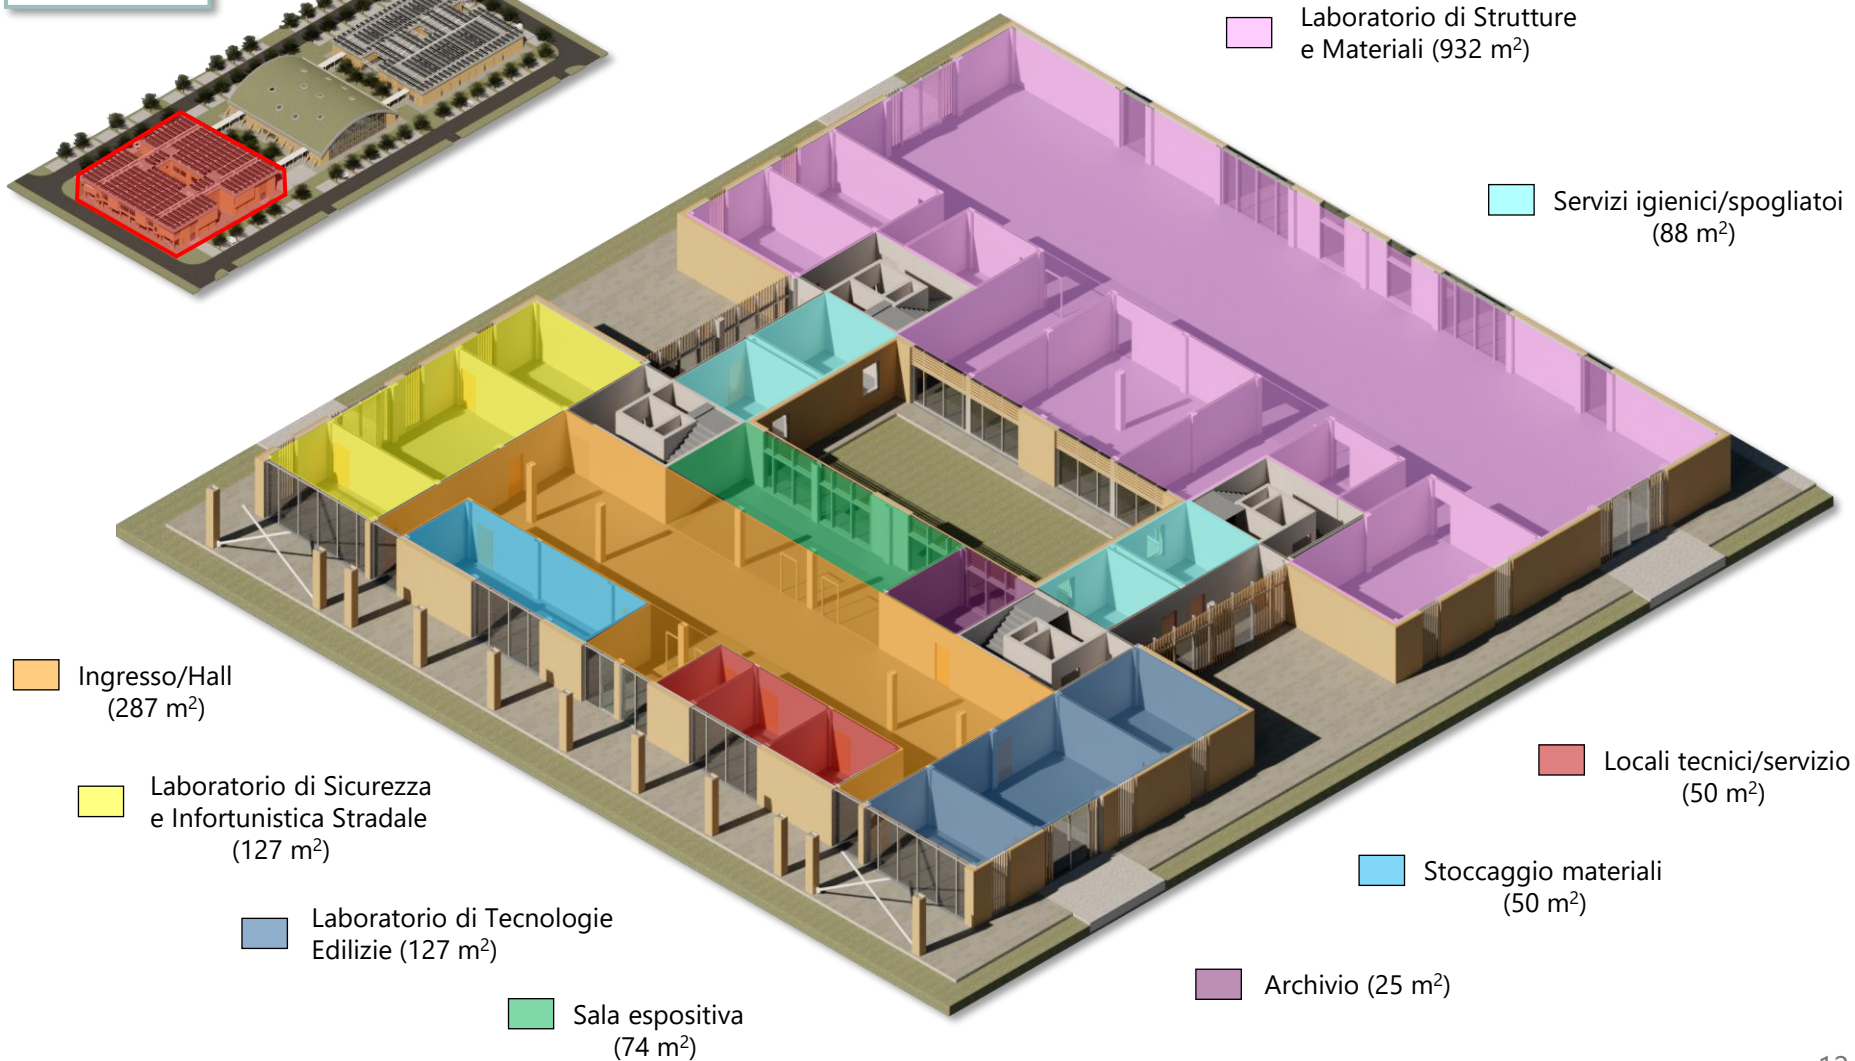 Laboratorio di Strutture
e Materiali (932 m²)
Servizi igienici/spogliatoi
(88 m²)
Ingresso/Hall
(287 m²)
Laboratorio di Sicurezza
e Infortunistica Stradale
(127 m²)
Laboratorio di Tecnologie
Edilizie (127 m²)
Sala espositiva
(74 m²)
Locali tecnici/servizio
(50 m²)
Stoccaggio materiali
(50 m²)
Archivio (25 m²)